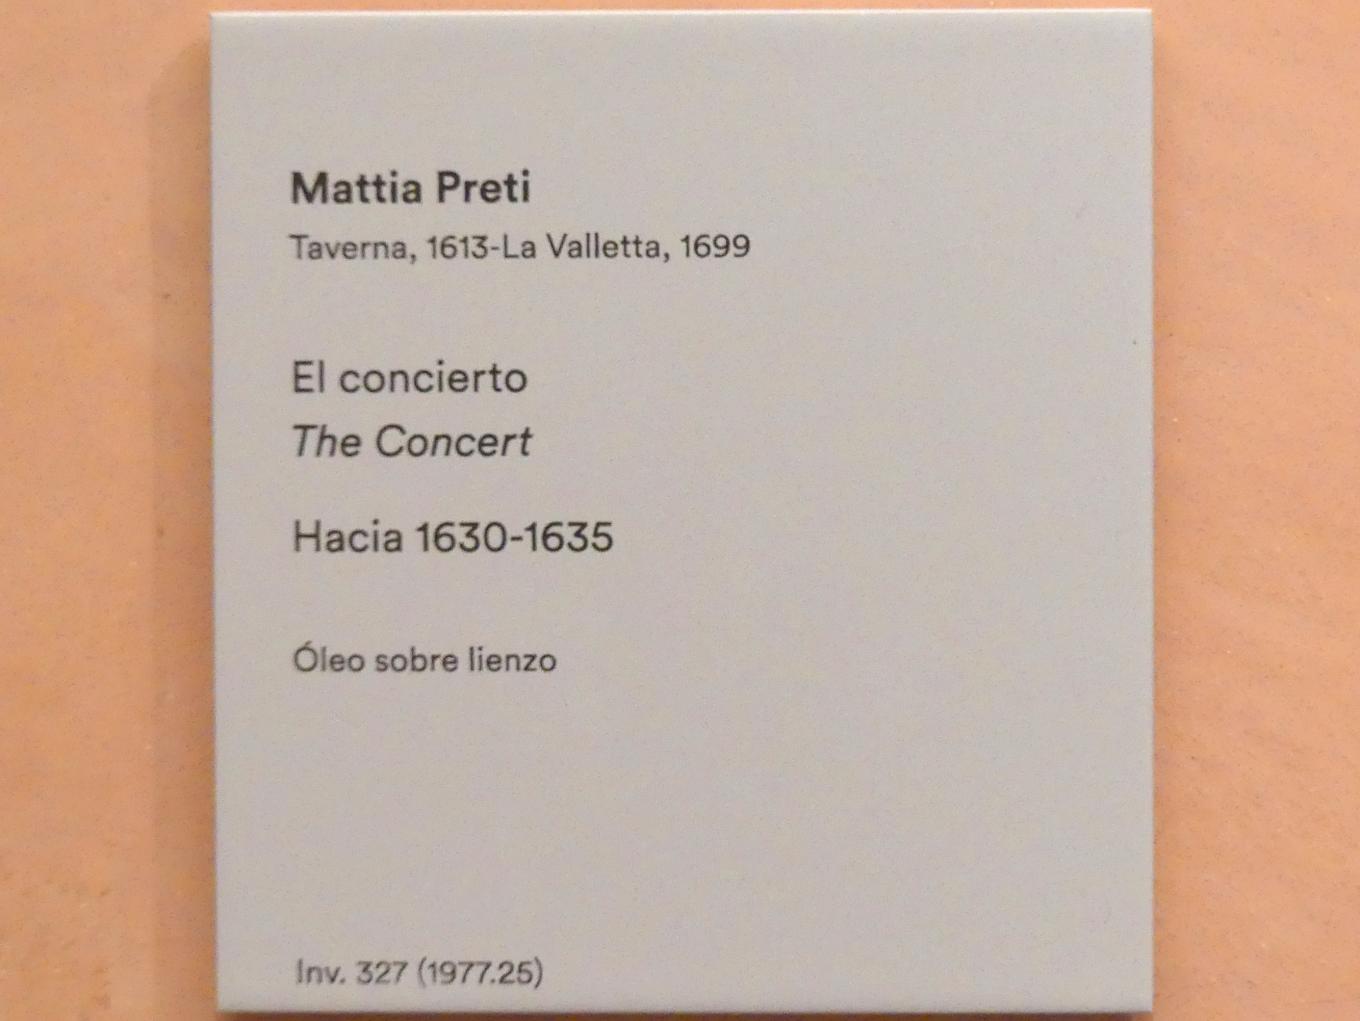 Mattia Preti
Taverna, 1613-La Valletta, 1699
El concierto
The Concert
Hacia 1630-1635
Óleo sobre lienzo
Inv. 327 (1977.25)